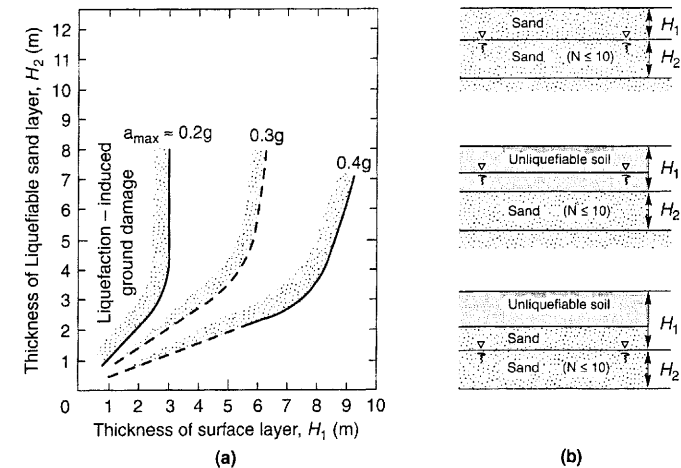 Thickness of Liquefiable sand layer, H₂ (m)
12
11
10
9
8
7
6
5
4
3
2
1
0
1 2 3 4 5 6 7 8 9 10
Thickness of surface layer, H₁ (m)
Liquefaction – induced
ground damage
a max ≈ 0.2g
0.3g
0.4g
(a)
Sand
H₁
Sand (N ≤ 10)
H₂
Unliquefiable soil
H₁
Sand (N ≤ 10)
H₂
Unliquefiable soil
H₁
Sand
Sand (N ≤ 10)
H₂
(b)